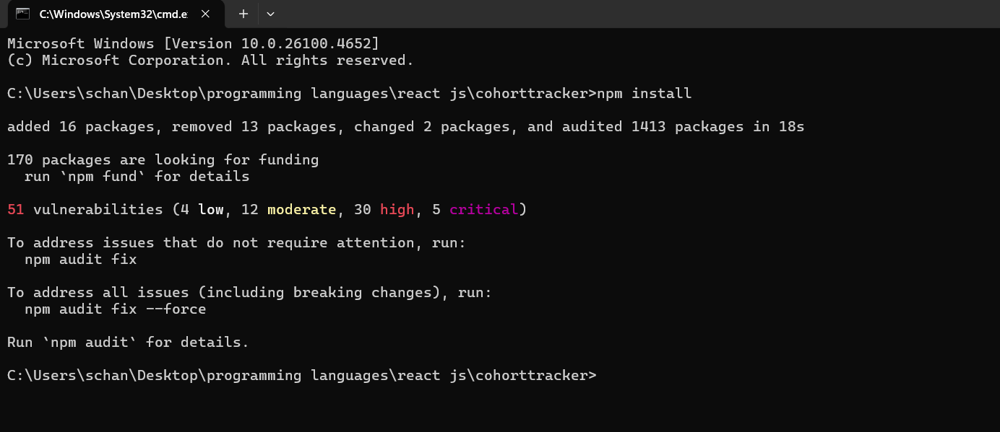 C:\Windows\System32\cmd.e
Microsoft Windows [Version 10.0.26100.4652]
(c) Microsoft Corporation. All rights reserved.
C:\Users\schan\Desktop\programming languages\react js\cohorttracker>npm install
added 16 packages, removed 13 packages, changed 2 packages, and audited 1413 packages in 18s
170 packages are looking for funding
  run `npm fund` for details
51 vulnerabilities (4 low, 12 moderate, 30 high, 5 critical)
To address issues that do not require attention, run:
  npm audit fix
To address all issues (including breaking changes), run:
  npm audit fix --force
Run `npm audit` for details.
C:\Users\schan\Desktop\programming languages\react js\cohorttracker>